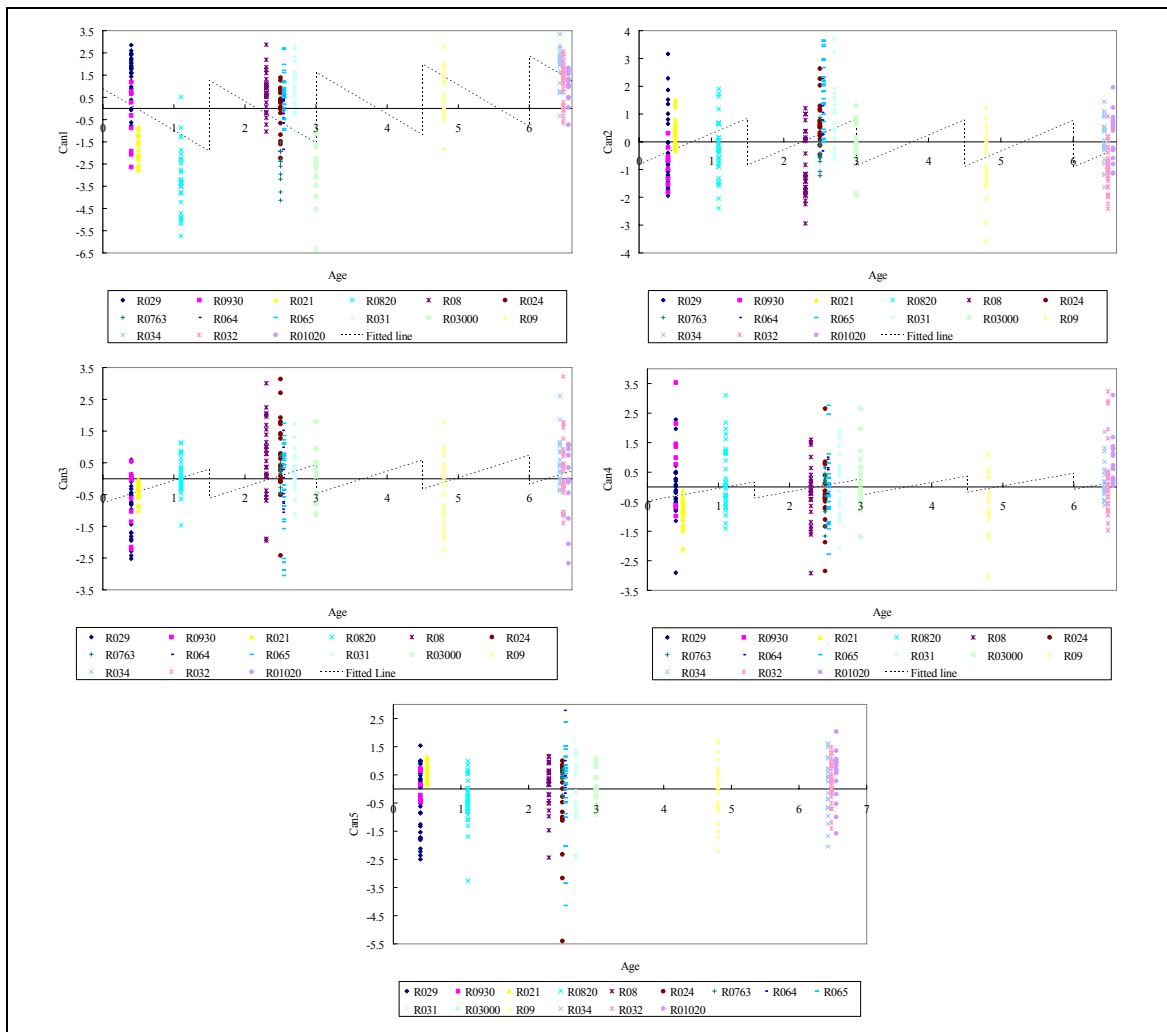 1.5
2.5
1.5
0.5
-0.5
-1.5
-2.5
-3.5
-4.5
-5.5
-6.5
0 1 2 3 4 5 6
Can1
Age
R029 R0930 R021 R0820 R08 R024
R0763 R064 R065 R031 R03000 R09
R034 R032 R01020 Fitted line
4
3
2
1
0
-1
-2
-3
-4
0 1 2 3 4 5 6
Can2
Age
R029 R0930 R021 R0820 R08 R024
R0763 R064 R065 R031 R03000 R09
R034 R032 R01020 Fitted line
3.5
2.5
1.5
0.5
-0.5
-1.5
-2.5
-3.5
0 1 2 3 4 5 6
Can3
Age
R029 R0930 R021 R0820 R08 R024
R0763 R064 R065 R031 R03000 R09
R034 R032 R01020 Fitted Line
3.5
2.5
1.5
0.5
-0.5
-1.5
-2.5
-3.5
0 1 2 3 4 5 6
Can4
Age
R029 R0930 R021 R0820 R08 R024
R0763 R064 R065 R031 R03000 R09
R034 R032 R01020 Fitted line
2.5
1.5
0.5
-0.5
-1.5
-2.5
-3.5
-4.5
-5.5
0 1 2 3 4 5 6 7
Can5
Age
R029 R0930 R021 R0820 R08 R024 R0763 R064 R065
R031 R03000 R09 R034 R032 R01020